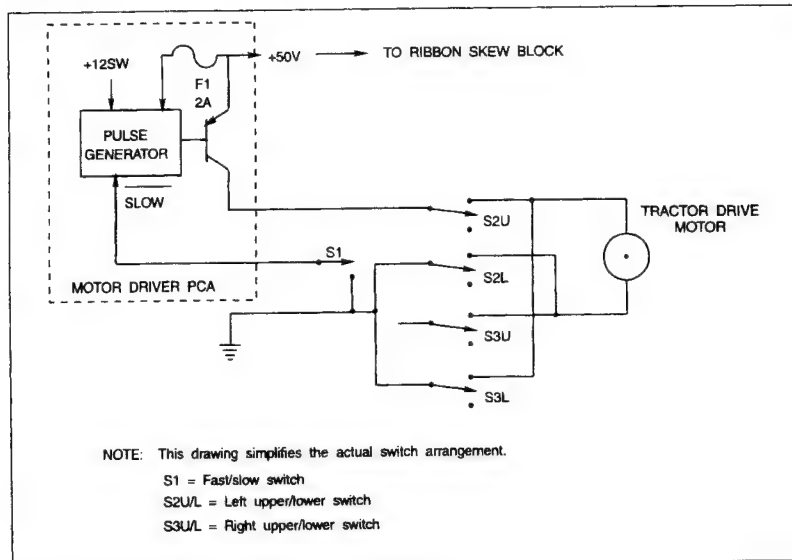 +12SW
F1
2A
+50V
TO RIBBON SKEW BLOCK
PULSE
GENERATOR
SLOW
MOTOR DRIVER PCA
S1
S2U
S2L
S3U
S3L
TRACTOR DRIVE
MOTOR
NOTE: This drawing simplifies the actual switch arrangement.
S1 = Fast/slow switch
S2U/L = Left upper/lower switch
S3U/L = Right upper/lower switch